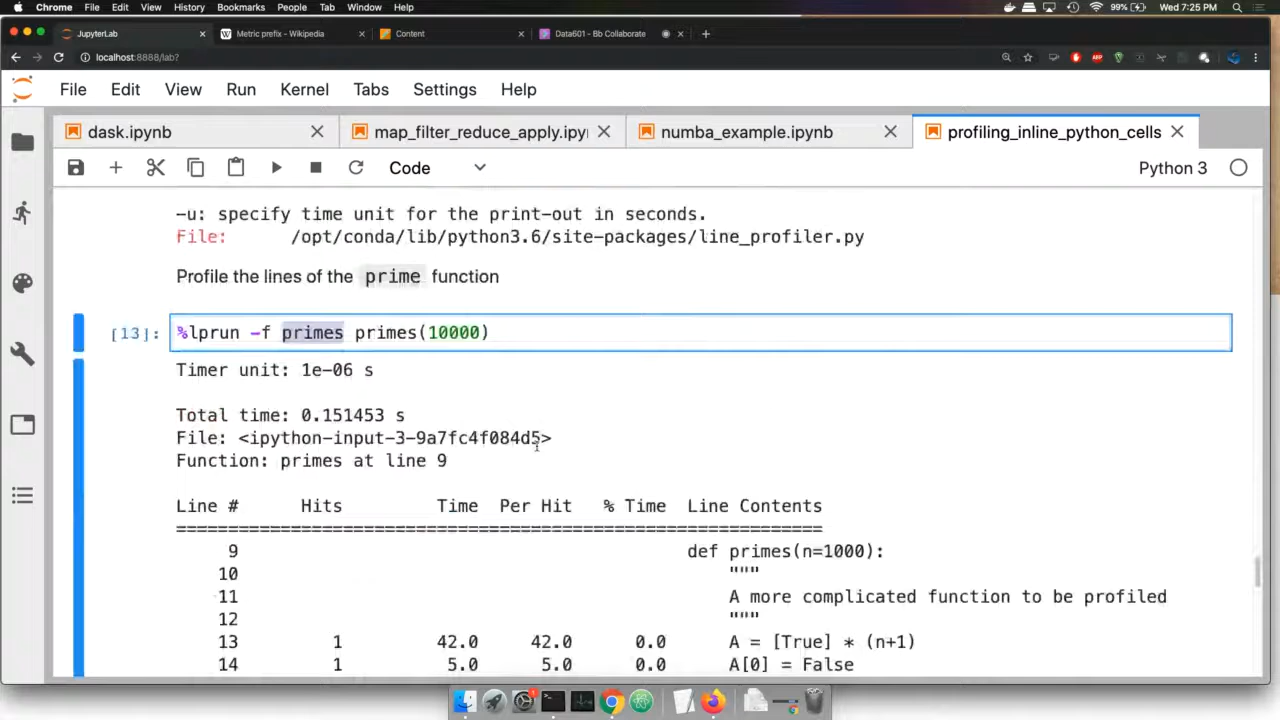 Chrome File Edit View History Bookmarks People Tab Window Help 99% Wed 7:25 PM
JupyterLab Metric prefix - Wikipedia Content Data601 - Bb Collaborate
localhost:8888/lab?
File Edit View Run Kernel Tabs Settings Help
dask.ipynb map_filter_reduce_apply.ipy numba_example.ipynb profiling_inline_python_cells
Code Python 3
-u: specify time unit for the print-out in seconds.
File: /opt/conda/lib/python3.6/site-packages/line_profiler.py
Profile the lines of the prime function
[13]: %lprun -f primes primes(10000)
Timer unit: 1e-06 s
Total time: 0.151453 s
File: <ipython-input-3-9a7fc4f084d5>
Function: primes at line 9
Line # Hits Time Per Hit % Time Line Contents
==============================================================
9 def primes(n=1000):
10 """
11 A more complicated function to be profiled
12 """
13 1 42.0 42.0 0.0 A = [True] * (n+1)
14 1 5.0 5.0 0.0 A[0] = False